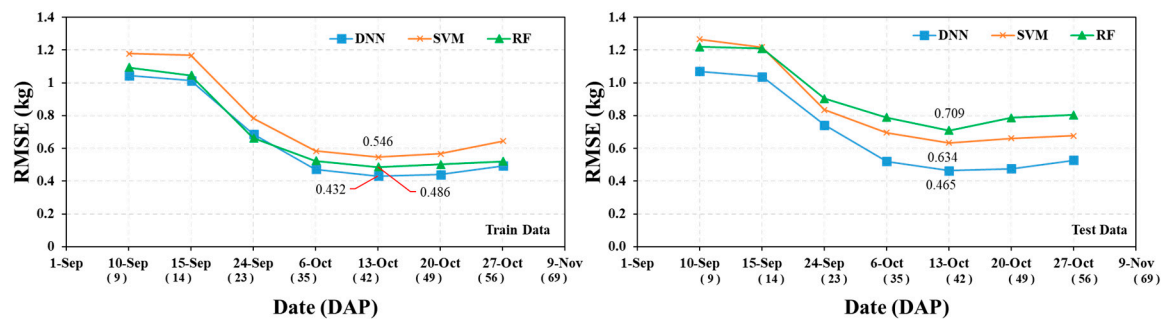 1.4
1.2
1.0
0.8
0.6
0.4
0.2
0
RMSE (kg)
DNN SVM RF
0.546
0.432
0.486
Train Data
1-Sep 10-Sep 15-Sep 24-Sep 6-Oct 13-Oct 20-Oct 27-Oct 9-Nov
( 9 ) ( 14 ) ( 23 ) ( 35 ) ( 42 ) ( 49 ) ( 56 ) ( 69 )
Date (DAP)
1.4
1.2
1.0
0.8
0.6
0.4
0.2
0.0
RMSE (kg)
DNN SVM RF
0.709
0.634
0.465
Test Data
1-Sep 10-Sep 15-Sep 24-Sep 6-Oct 13-Oct 20-Oct 27-Oct 9-Nov
( 9 ) ( 14 ) ( 23 ) ( 35 ) ( 42 ) ( 49 ) ( 56 ) ( 69 )
Date (DAP)